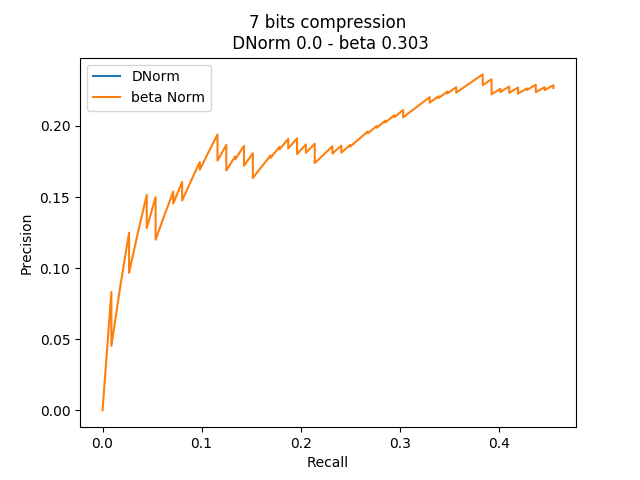 7 bits compression
DNorm 0.0 - beta 0.303
DNorm
beta Norm
0.20
0.15
0.10
0.05
0.00
Precision
0.0 0.1 0.2 0.3 0.4
Recall